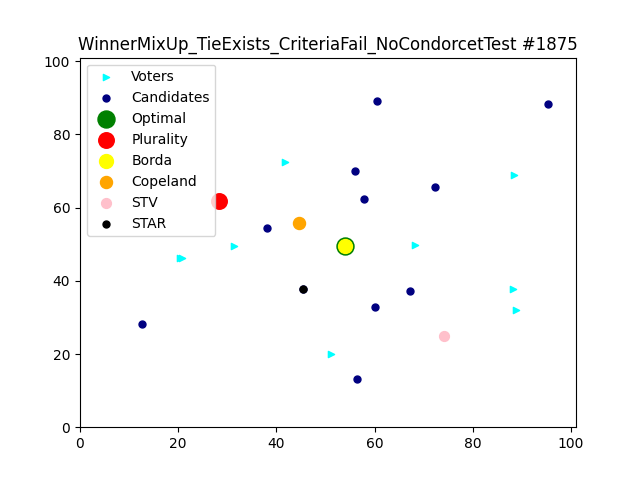 WinnerMixUp_TieExists_CriteriaFail_NoCondorcetTest #1875
100
80
60
40
20
0
Voters
Candidates
Optimal
Plurality
Borda
Copeland
STV
STAR
0 20 40 60 80 100